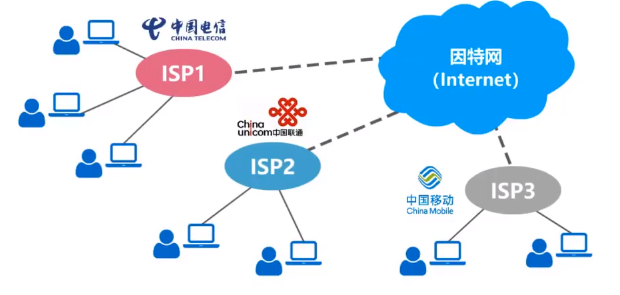 中国电信
CHINA TELECOM
ISP1
因特网
（Internet）
China
unicom中国联通
ISP2
中国移动
China Mobile
ISP3